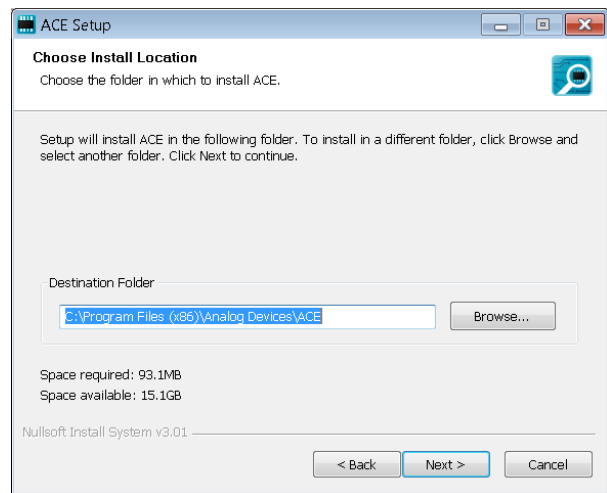 ACE Setup
Choose Install Location
Choose the folder in which to install ACE.
Setup will install ACE in the following folder. To install in a different folder, click Browse and
select another folder. Click Next to continue.
Destination Folder
C:\Program Files (x86)\Analog Devices\ACE
Browse...
Space required: 93.1MB
Space available: 15.1GB
Nullsoft Install System v3.01
< Back Next > Cancel